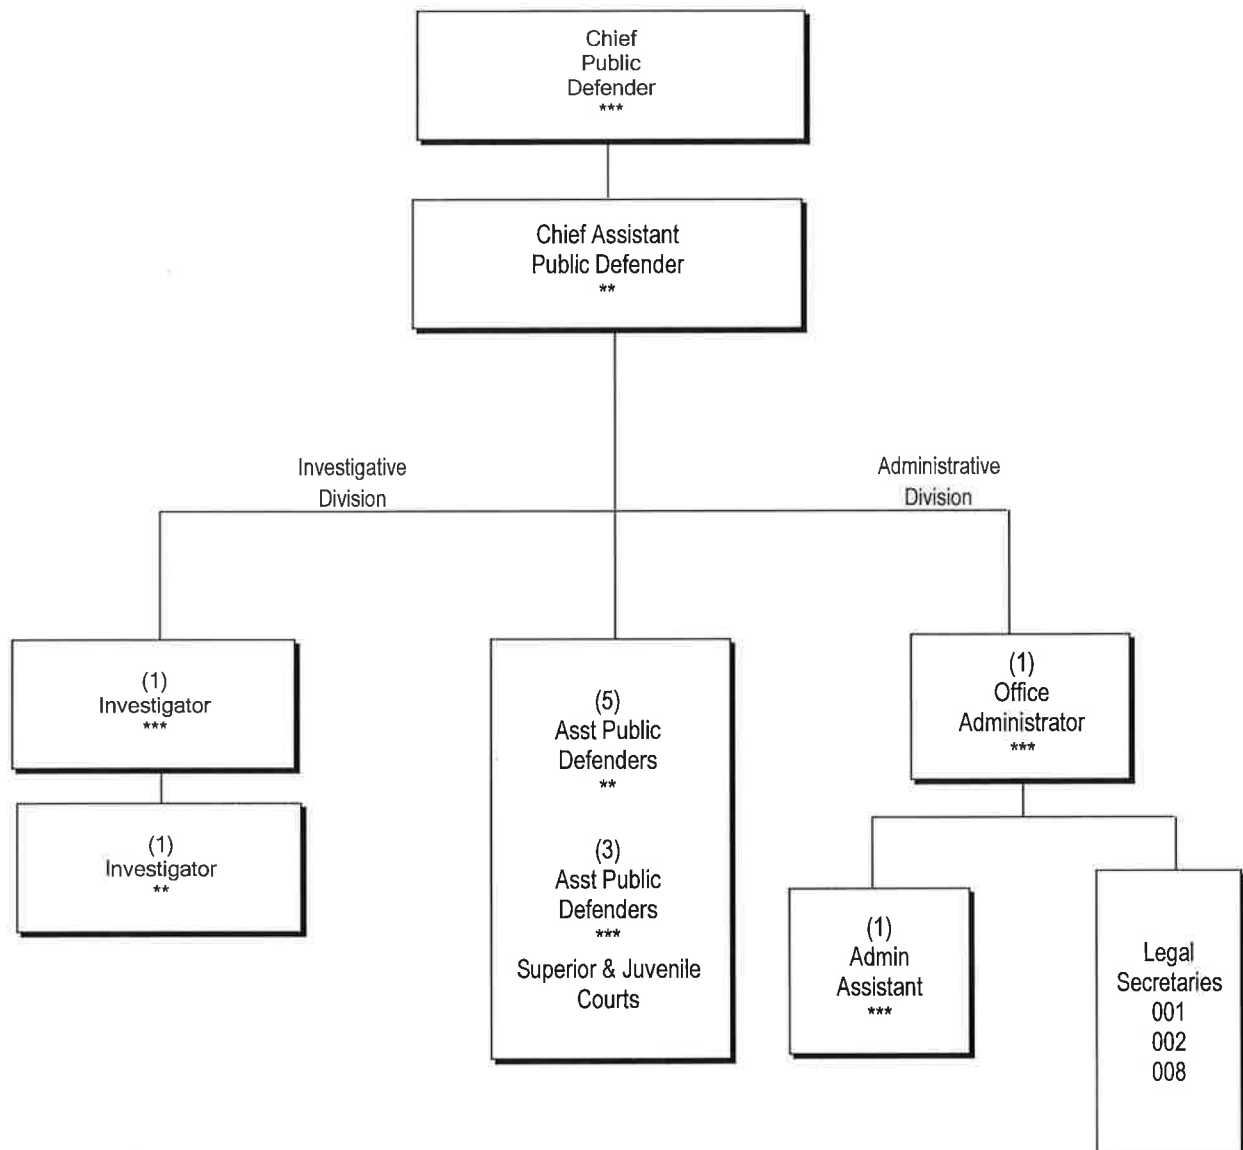 Chief
Public
Defender
***
Chief Assistant
Public Defender
**
Investigative
Division
Administrative
Division
(1)
Investigator
***
(1)
Investigator
**
(5)
Asst Public
Defenders
**
(3)
Asst Public
Defenders
***
Superior & Juvenile
Courts
(1)
Office
Administrator
***
(1)
Admin
Assistant
***
Legal
Secretaries
001
002
008